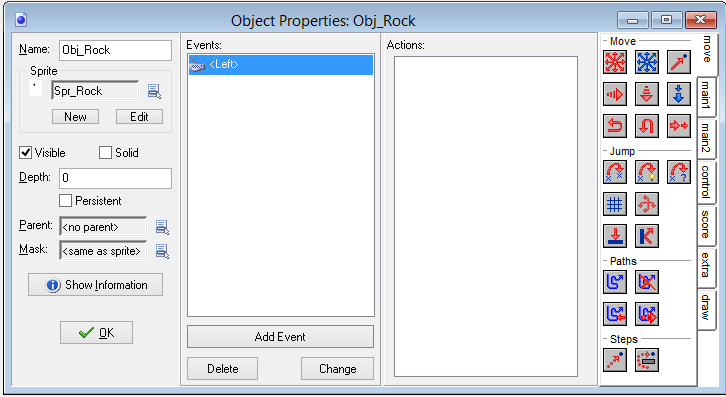 Object Properties: Obj_Rock
Name: Obj_Rock
Sprite
Spr_Rock
New Edit
Visible Solid
Depth: 0
Persistent
Parent: <no parent>
Mask: <same as sprite>
Show Information
OK
Events:
<Left>
Add Event
Delete Change
Actions:
Move
Jump
Paths
Steps
move
main1
main2
control
score
extra
draw